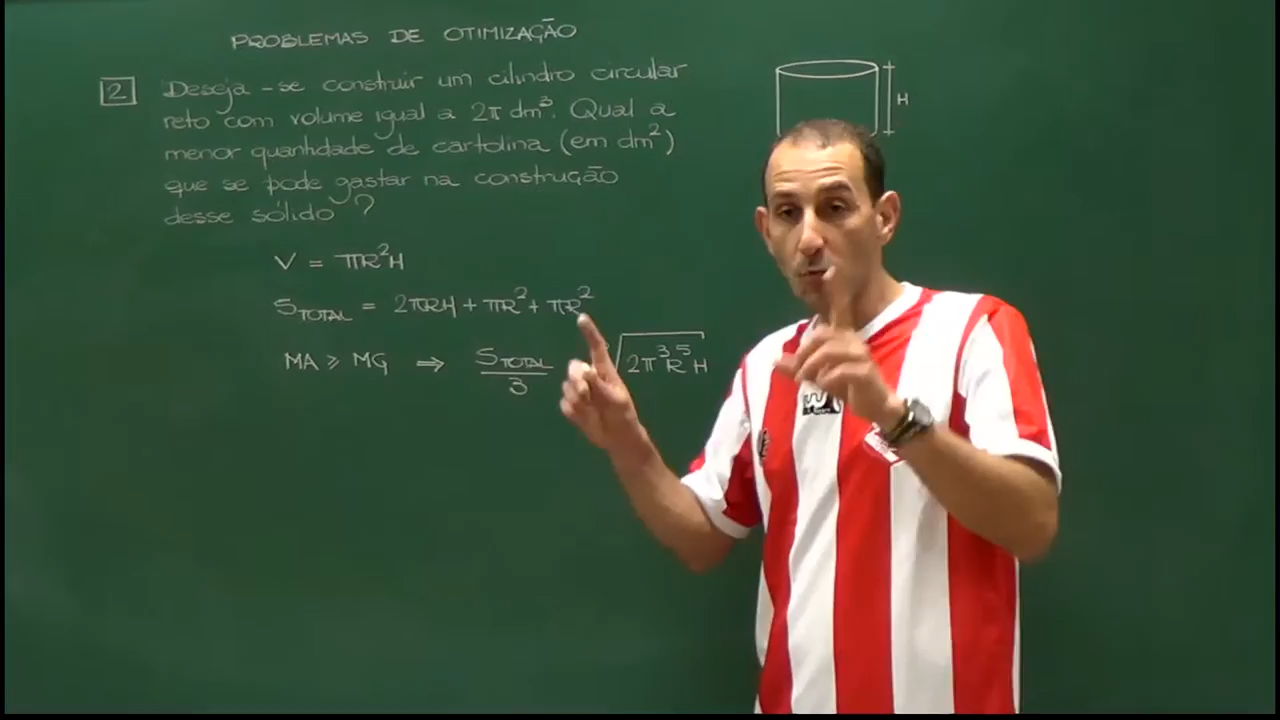 PROBLEMAS DE OTIMIZAÇÃO
2 Deseja-se construir um cilindro circular
reto com volume igual a 2π dm³. Qual a
menor quantidade de cartolina (em dm²)
que se pode gastar na construção
desse sólido?
H
V = πR²H
S_TOTAL = 2πRH + πR² + πR²
MA ≥ MG ⇒ S_TOTAL/3 √2π³R⁵H